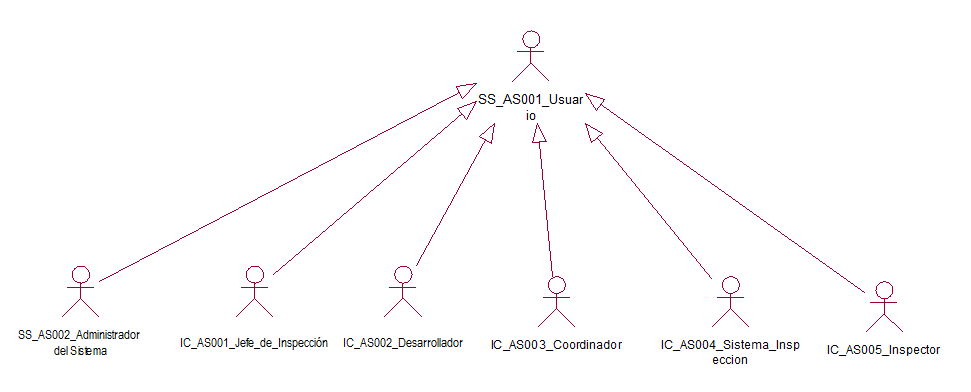 SS_AS001_Usuar
io
SS_AS002_Administrador
del Sistema
IC_AS001_Jefe_de_Inspección
IC_AS002_Desarrollador
IC_AS003_Coordinador
IC_AS004_Sistema_Insp
eccion
IC_AS005_Inspector